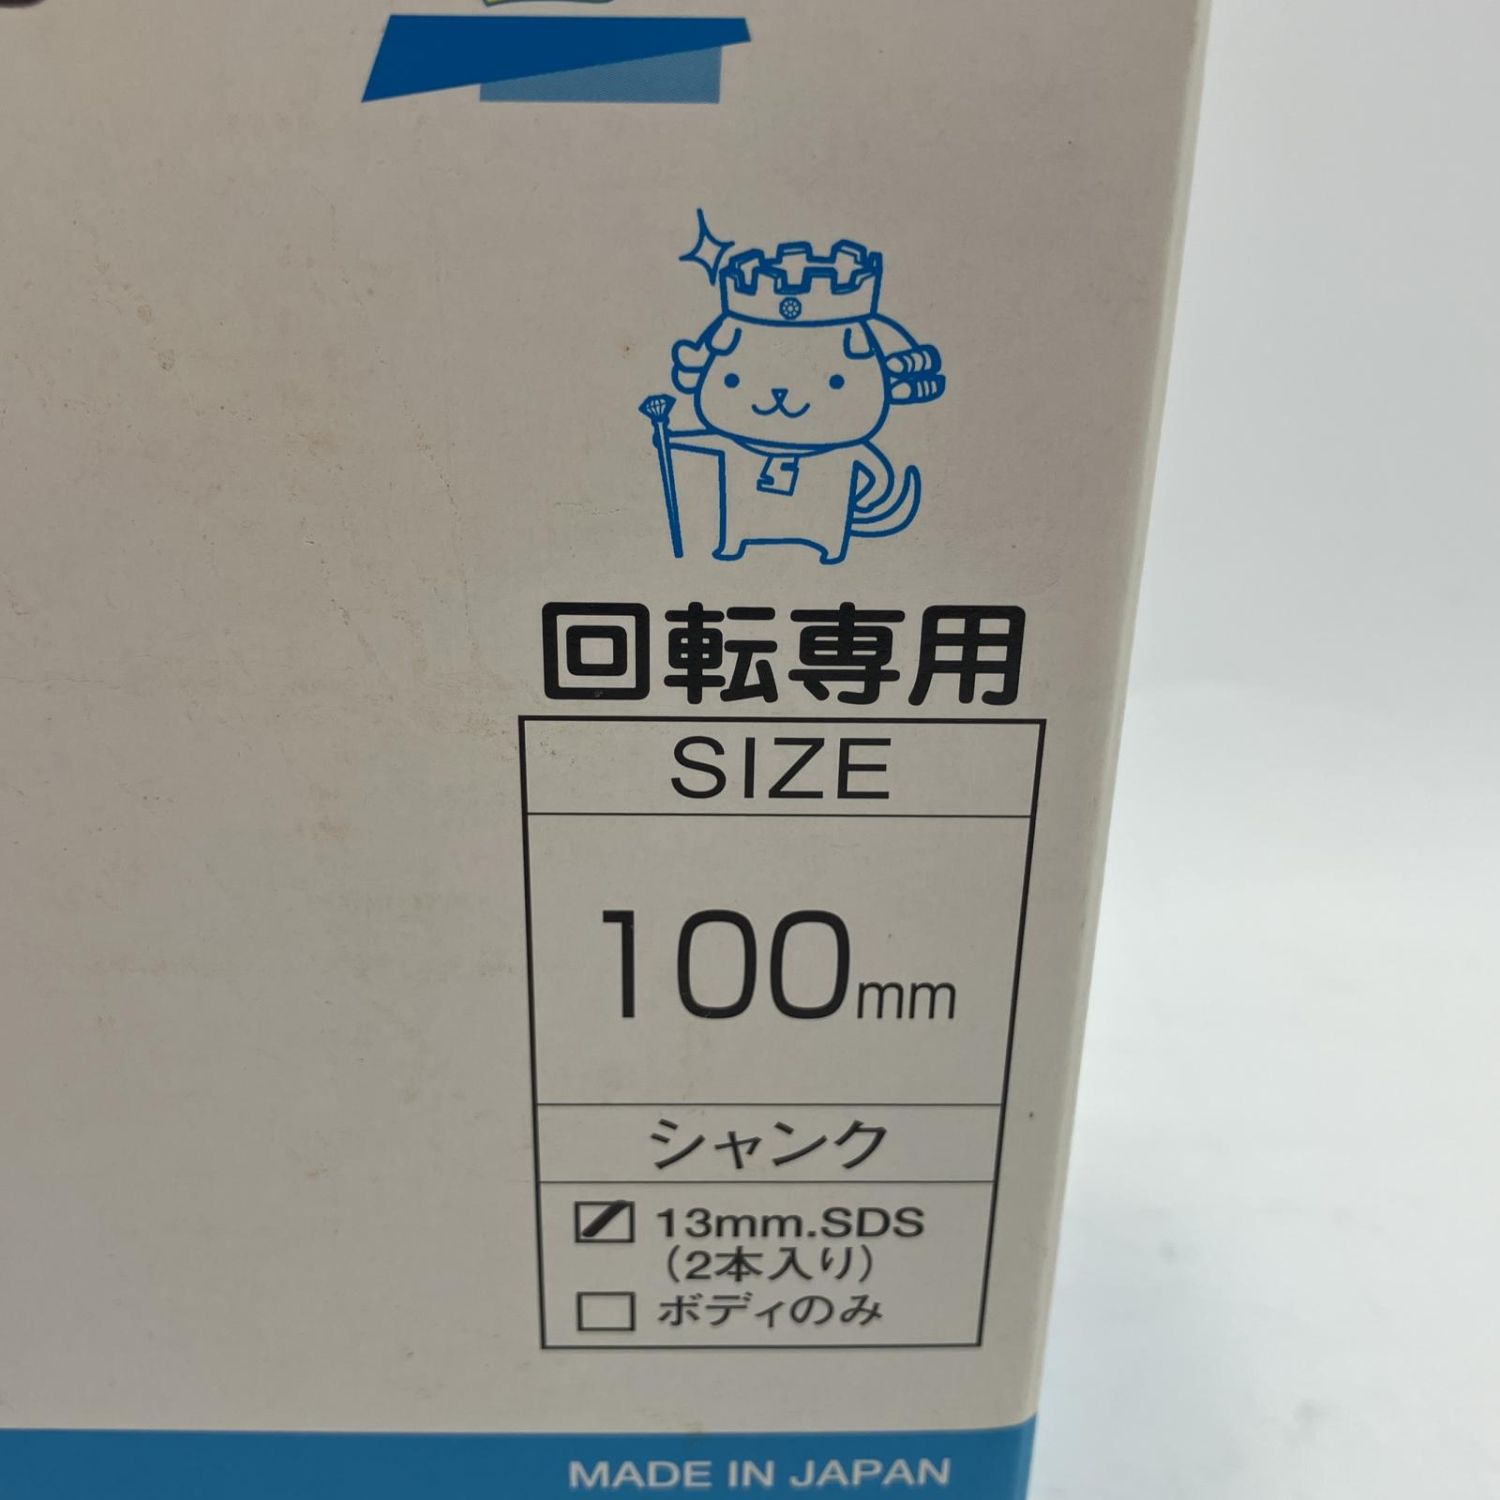 S
回転専用
SIZE
100mm
シャンク
13mm.SDS
(2本入り)
ボディのみ
MADE IN JAPAN